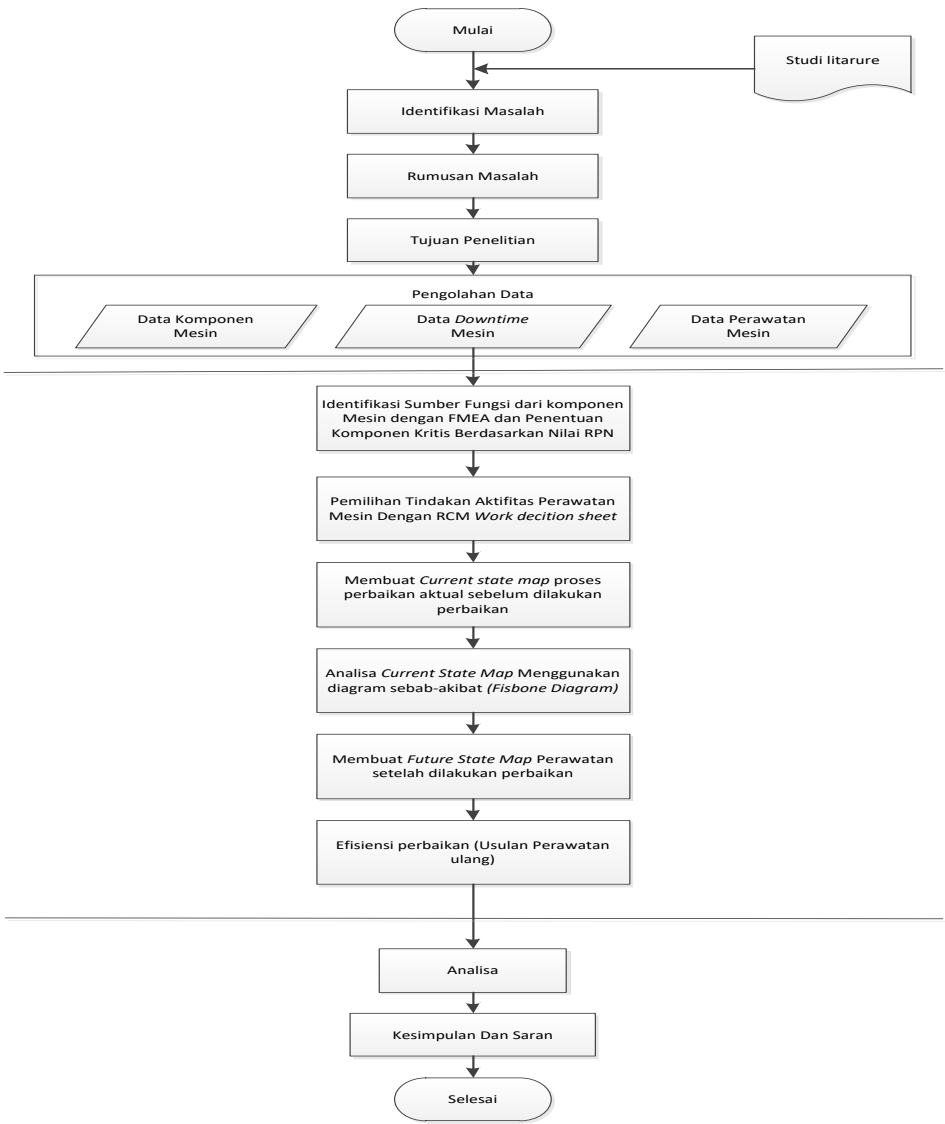 Mulai
Studi litarure
Identifikasi Masalah
Rumusan Masalah
Tujuan Penelitian
Pengolahan Data
Data Komponen
Mesin
Data Downtime
Mesin
Data Perawatan
Mesin
Identifikasi Sumber Fungsi dari komponen
Mesin dengan FMEA dan Penentuan
Komponen Kritis Berdasarkan Nilai RPN
Pemilihan Tindakan Aktifitas Perawatan
Mesin Dengan RCM Work decition sheet
Membuat Current state map proses
perbaikan aktual sebelum dilakukan
perbaikan
Analisa Current State Map Menggunakan
diagram sebab-akibat (Fisbone Diagram)
Membuat Future State Map Perawatan
setelah dilakukan perbaikan
Efisiensi perbaikan (Usulan Perawatan
ulang)
Analisa
Kesimpulan Dan Saran
Selesai